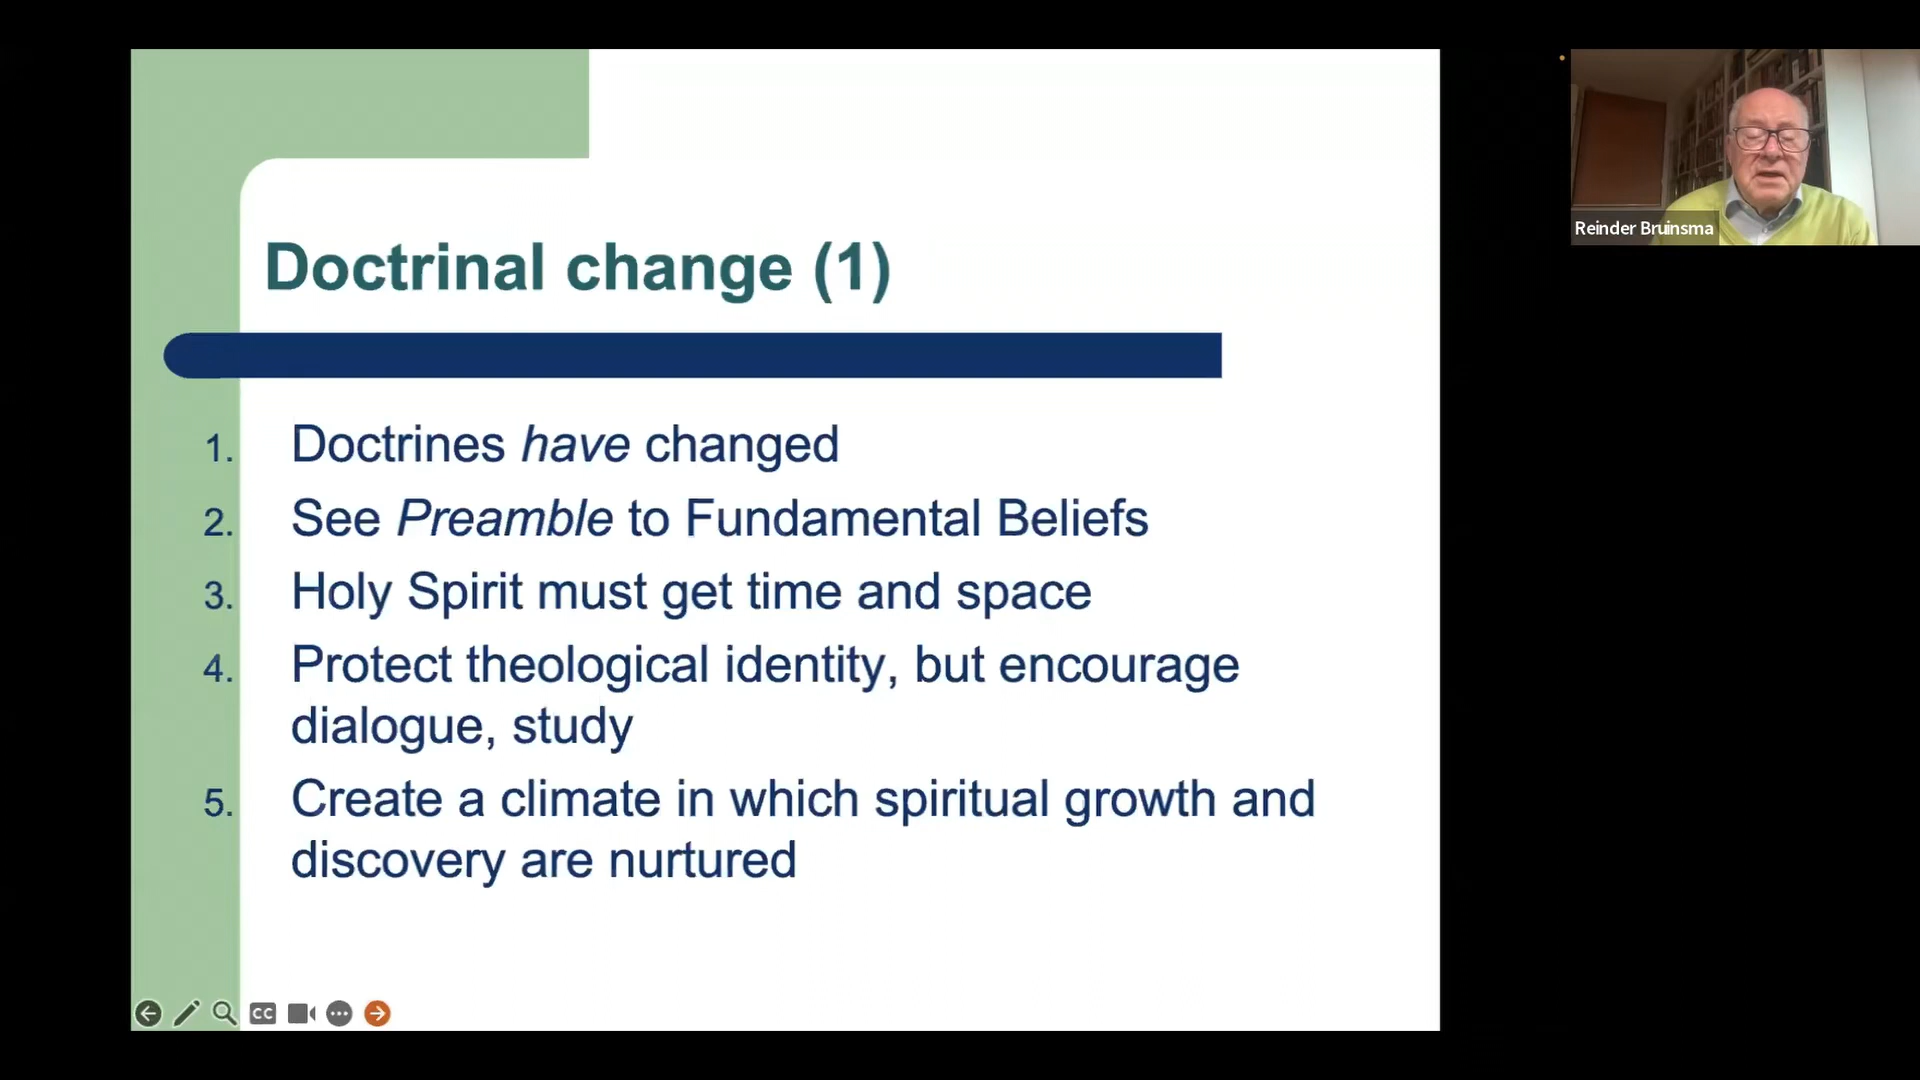 Doctrinal change (1)
1. Doctrines have changed
2. See Preamble to Fundamental Beliefs
3. Holy Spirit must get time and space
4. Protect theological identity, but encourage
dialogue, study
5. Create a climate in which spiritual growth and
discovery are nurtured
CC
Reinder Bruinsma